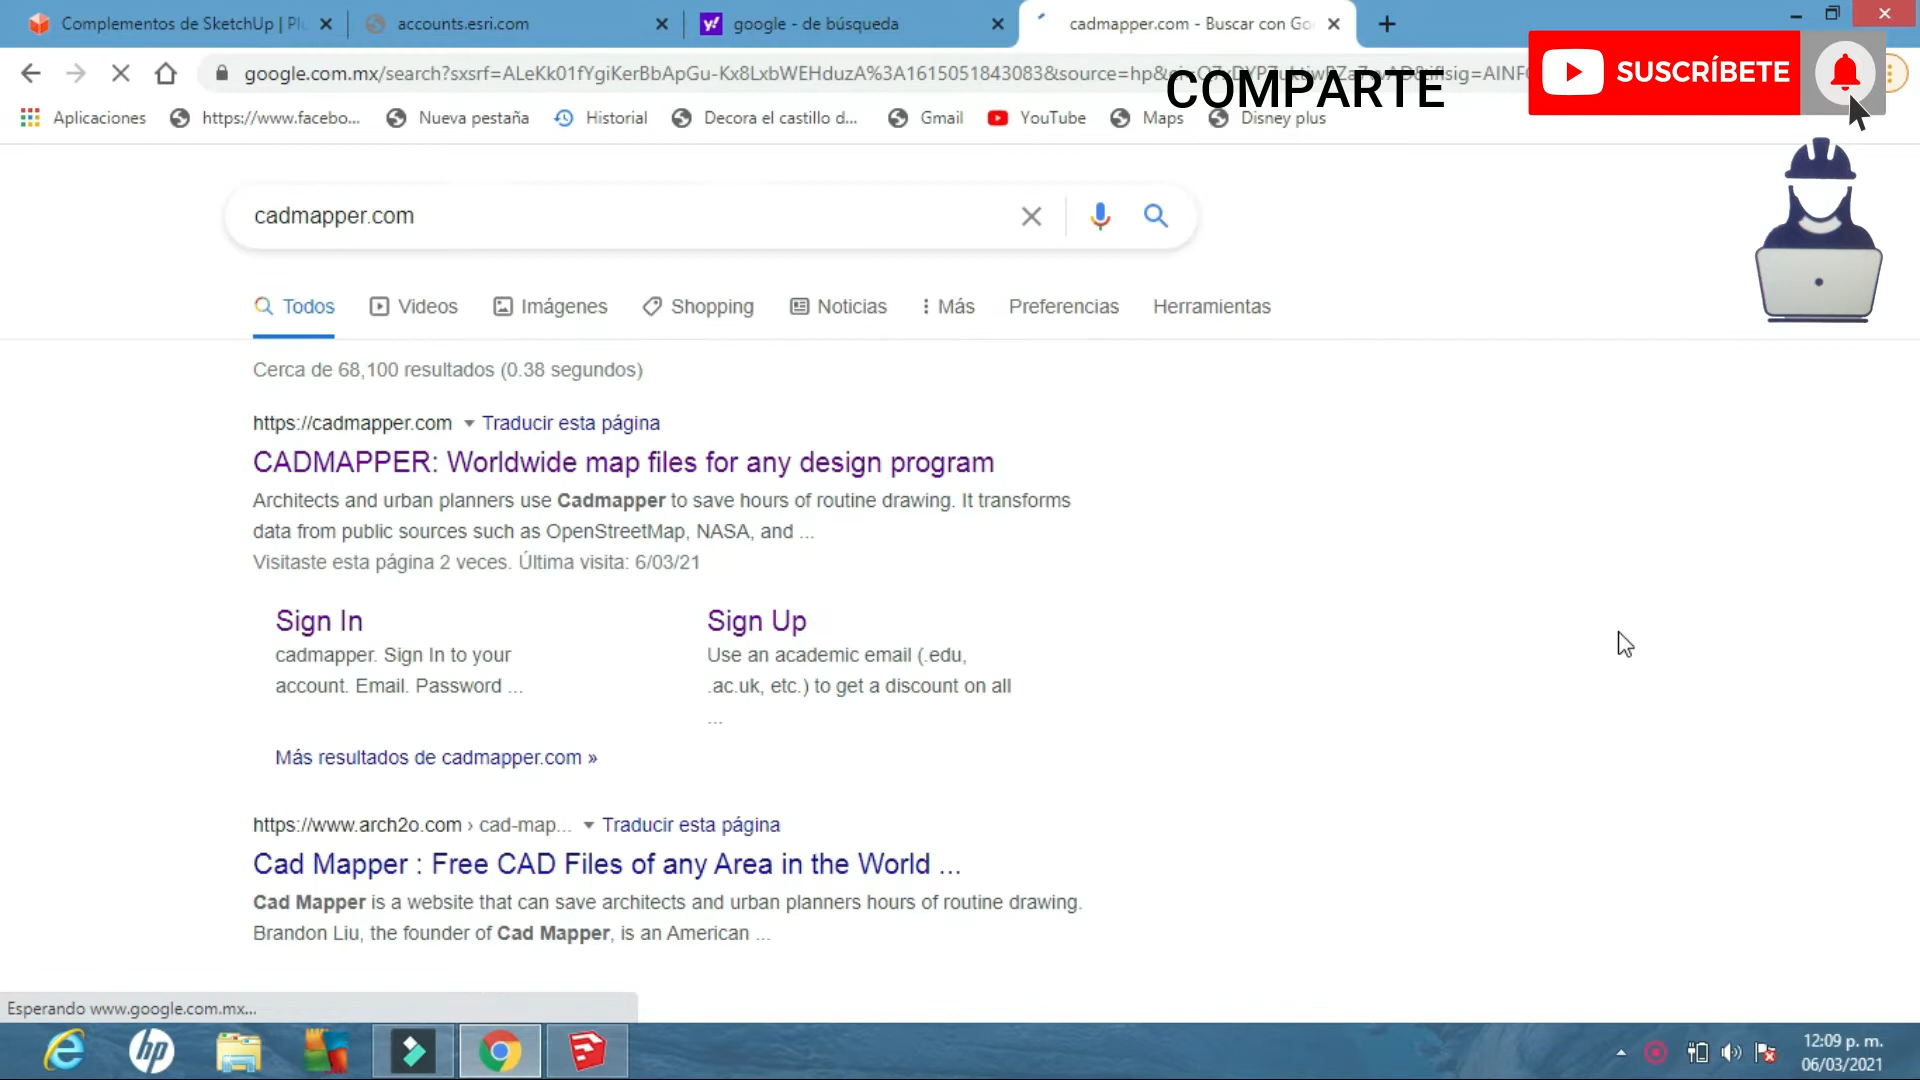 Complementos de SketchUp | Plu
accounts.esri.com
google - de búsqueda
cadmapper.com - Buscar con Go
google.com.mx/search?sxsrf=ALeKk01fYgiKerBbApGu-Kx8LxbWEHduzA%3A1615051843083&source=hp&
COMPARTE
SUSCRÍBETE
Aplicaciones
https://www.facebo...
Nueva pestaña
Historial
Decora el castillo d...
Gmail
YouTube
Maps
Disney plus
cadmapper.com
Todos
Videos
Imágenes
Shopping
Noticias
Más
Preferencias
Herramientas
Cerca de 68,100 resultados (0.38 segundos)
https://cadmapper.com
Traducir esta página
CADMAPPER: Worldwide map files for any design program
Architects and urban planners use Cadmapper to save hours of routine drawing. It transforms
data from public sources such as OpenStreetMap, NASA, and ...
Visitaste esta página 2 veces. Última visita: 6/03/21
Sign In
cadmapper. Sign In to your
account. Email. Password ...
Sign Up
Use an academic email (.edu,
.ac.uk, etc.) to get a discount on all
...
Más resultados de cadmapper.com »
https://www.arch2o.com › cad-map...
Traducir esta página
Cad Mapper : Free CAD Files of any Area in the World ...
Cad Mapper is a website that can save architects and urban planners hours of routine drawing.
Brandon Liu, the founder of Cad Mapper, is an American ...
Esperando www.google.com.mx...
hp
12:09 p. m.
06/03/2021